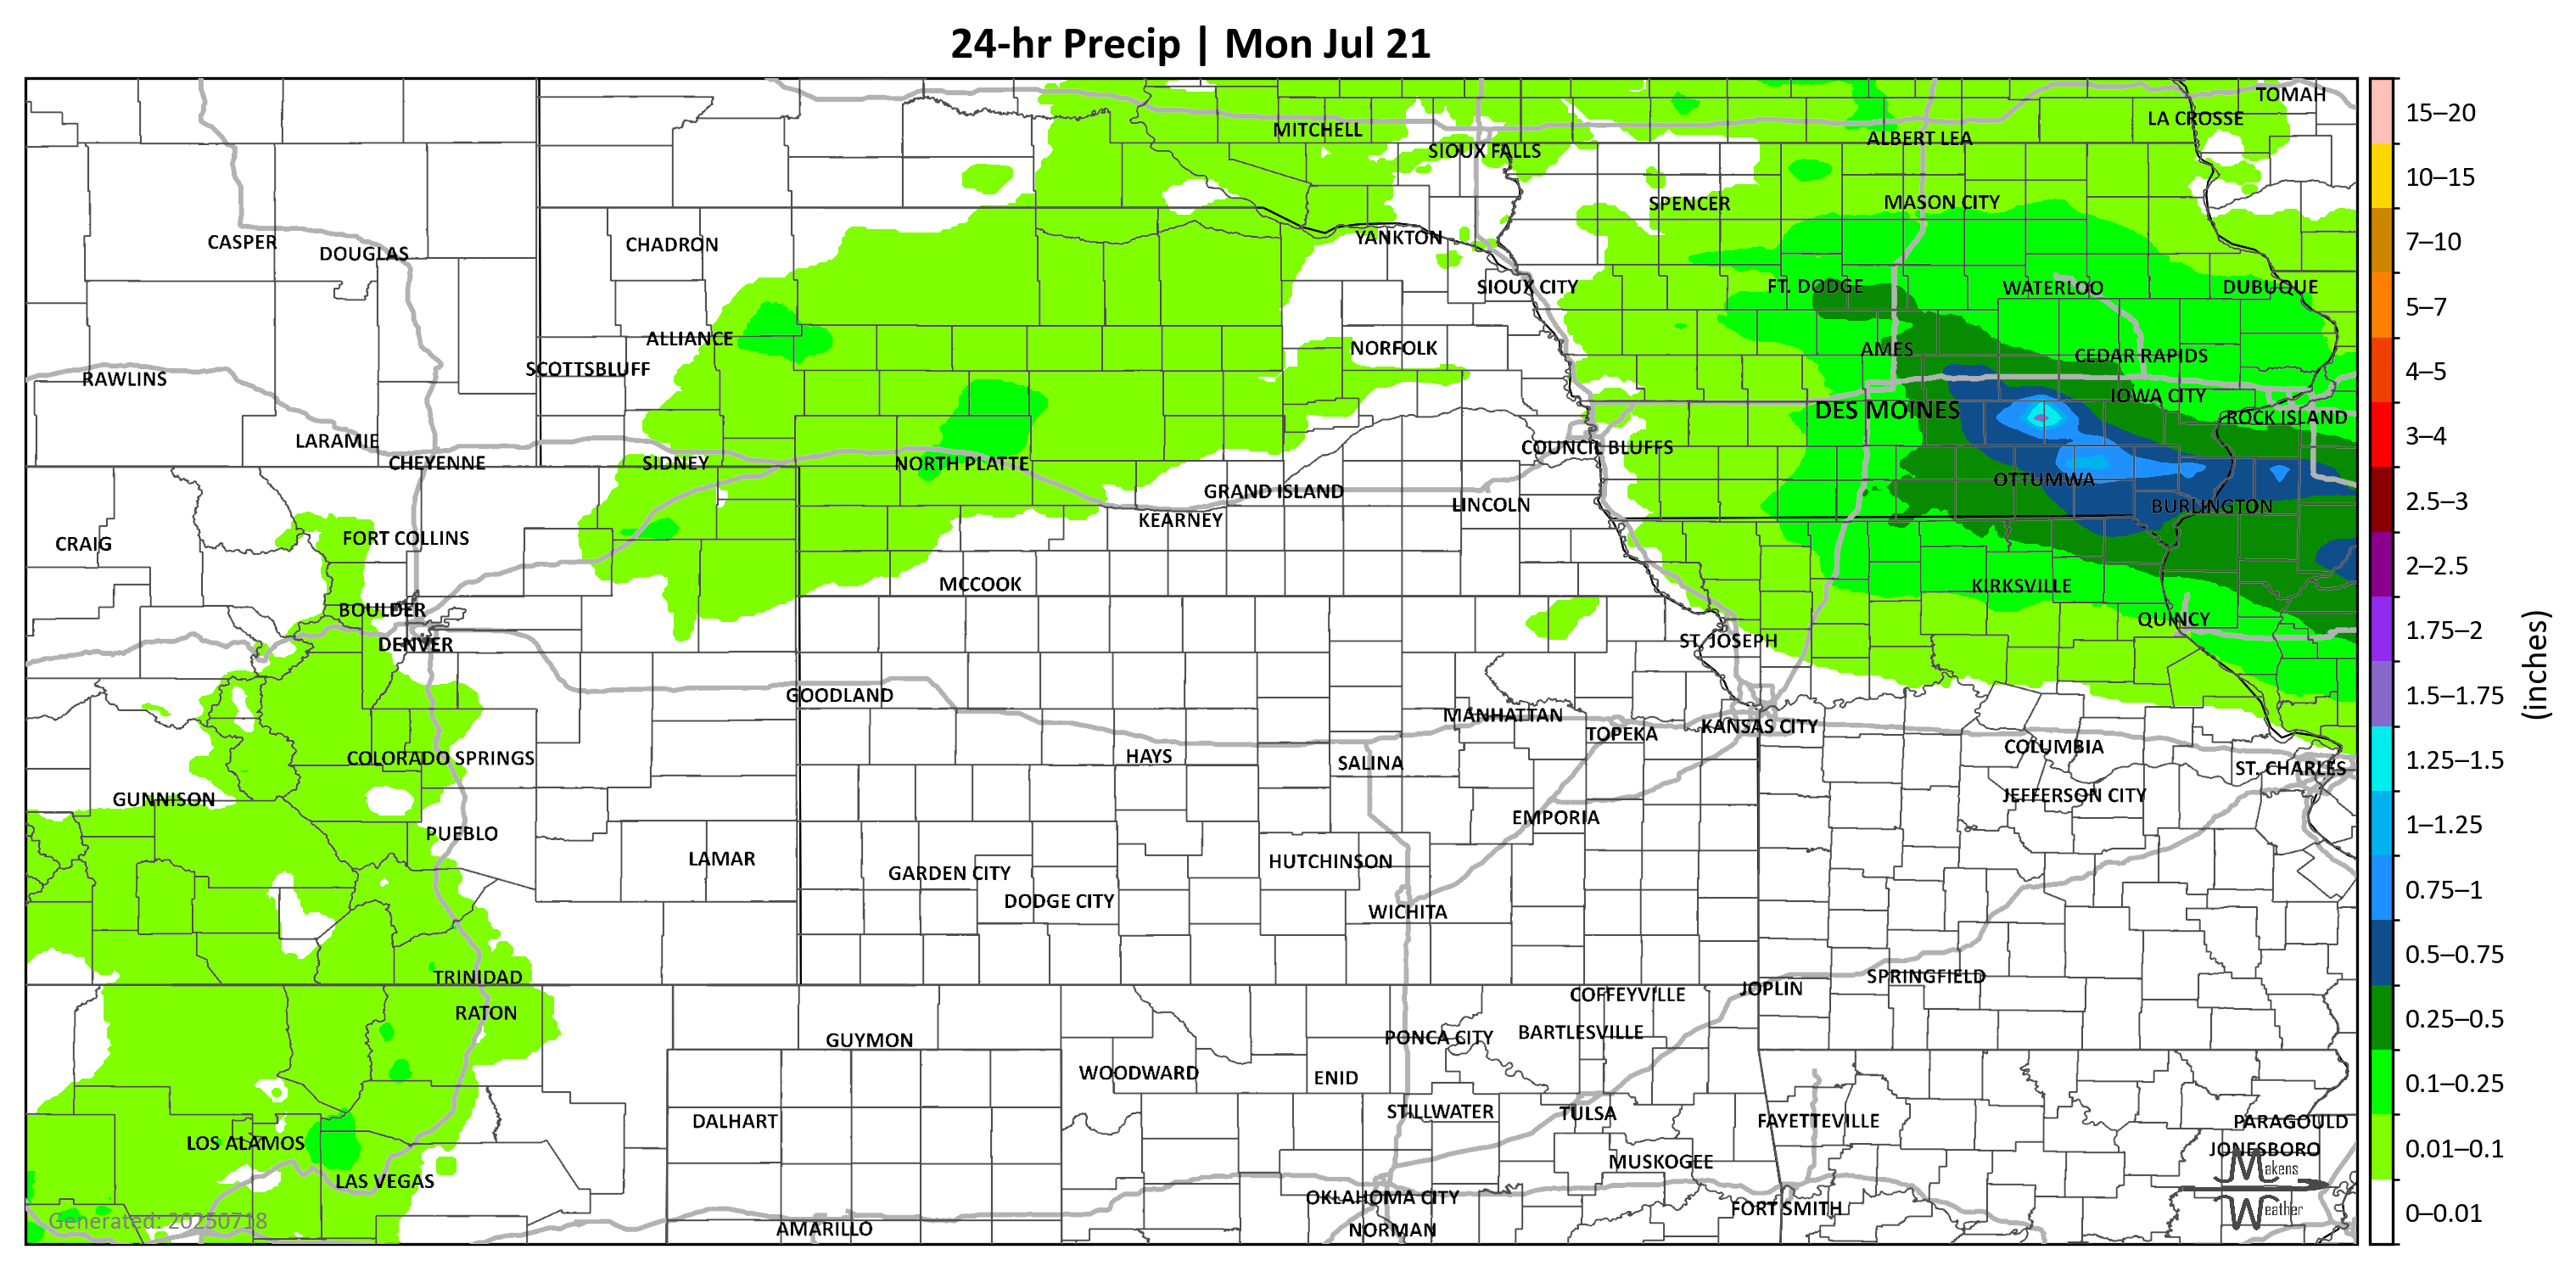 24-hr Precip | Mon Jul 21
TOMAH
LA CROSSE
MITCHELL
ALBERT LEA
SIOUX FALLS
SPENCER
MASON CITY
YANKTON
CASPER
CHADRON
DOUGLAS
SIOUX CITY
FT. DODGE
WATERLOO
DUBUQUE
ALLIANCE
NORFOLK
AMES
CEDAR RAPIDS
SCOTTSBLUFF
RAWLINS
IOWA CITY
DES MOINES
ROCK ISLAND
LARAMIE
COUNCIL BLUFFS
CHEYENNE
SIDNEY
NORTH PLATTE
OTTUMWA
GRAND ISLAND
LINCOLN
BURLINGTON
KEARNEY
CRAIG
FORT COLLINS
MCCOOK
KIRKSVILLE
BOULDER
QUINCY
DENVER
ST. JOSEPH
GOODLAND
MANHATTAN
KANSAS CITY
TOPEKA
COLUMBIA
COLORADO SPRINGS
HAYS
SALINA
ST. CHARLES
GUNNISON
JEFFERSON CITY
EMPORIA
PUEBLO
LAMAR
HUTCHINSON
GARDEN CITY
DODGE CITY
WICHITA
TRINIDAD
SPRINGFIELD
JOPLIN
COFFEYVILLE
RATON
BARTLESVILLE
PONCA CITY
GUYMON
WOODWARD
ENID
STILLWATER
TULSA
DALHART
FAYETTEVILLE
PARAGOULD
LOS ALAMOS
JONESBORO
MUSKOGEE
LAS VEGAS
OKLAHOMA CITY
FORT SMITH
AMARILLO
NORMAN
Generated: 20250718
Makens
Weather
15–20
10–15
7–10
5–7
4–5
3–4
2.5–3
2–2.5
1.75–2
1.5–1.75
1.25–1.5
1–1.25
0.75–1
0.5–0.75
0.25–0.5
0.1–0.25
0.01–0.1
0–0.01
(inches)